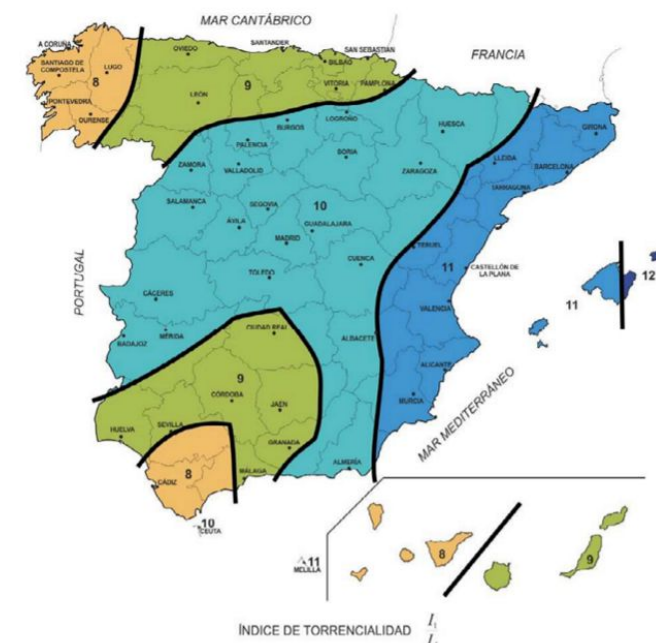 MAR CANTÁBRICO
A CORUÑA
LUGO
SANTIAGO DE
COMPOSTELA
8
PONTEVEDRA
OURENSE
OVIEDO
SANTANDER
SAN SEBASTIAN
BILBAO
FRANCIA
LEÓN
9
VITORIA
PAMPLONA
BURGOS
LOGROÑO
HUESCA
GIRONA
PALENCIA
LLEIDA
ZAMORA
VALLADOLID
SORIA
ZARAGOZA
BARCELONA
TARRAGONA
SALAMANCA
SEGOVIA
10
ÁVILA
GUADALAJARA
MADRID
TERUEL
PORTUGAL
TOLEDO
CUENCA
11
CASTELLÓN DE
LA PLANA
11
12
CÁCERES
VALENCIA
BADAJOZ
MÉRIDA
CIUDAD REAL
ALBACETE
ALICANTE
MAR MEDITERRÁNEO
9
CÓRDOBA
JAÉN
MURCIA
HUELVA
SEVILLA
GRANADA
8
CÁDIZ
MÁLAGA
ALMERÍA
10
CEUTA
11
MELILLA
8
9
ÍNDICE DE TORRENCIALIDAD